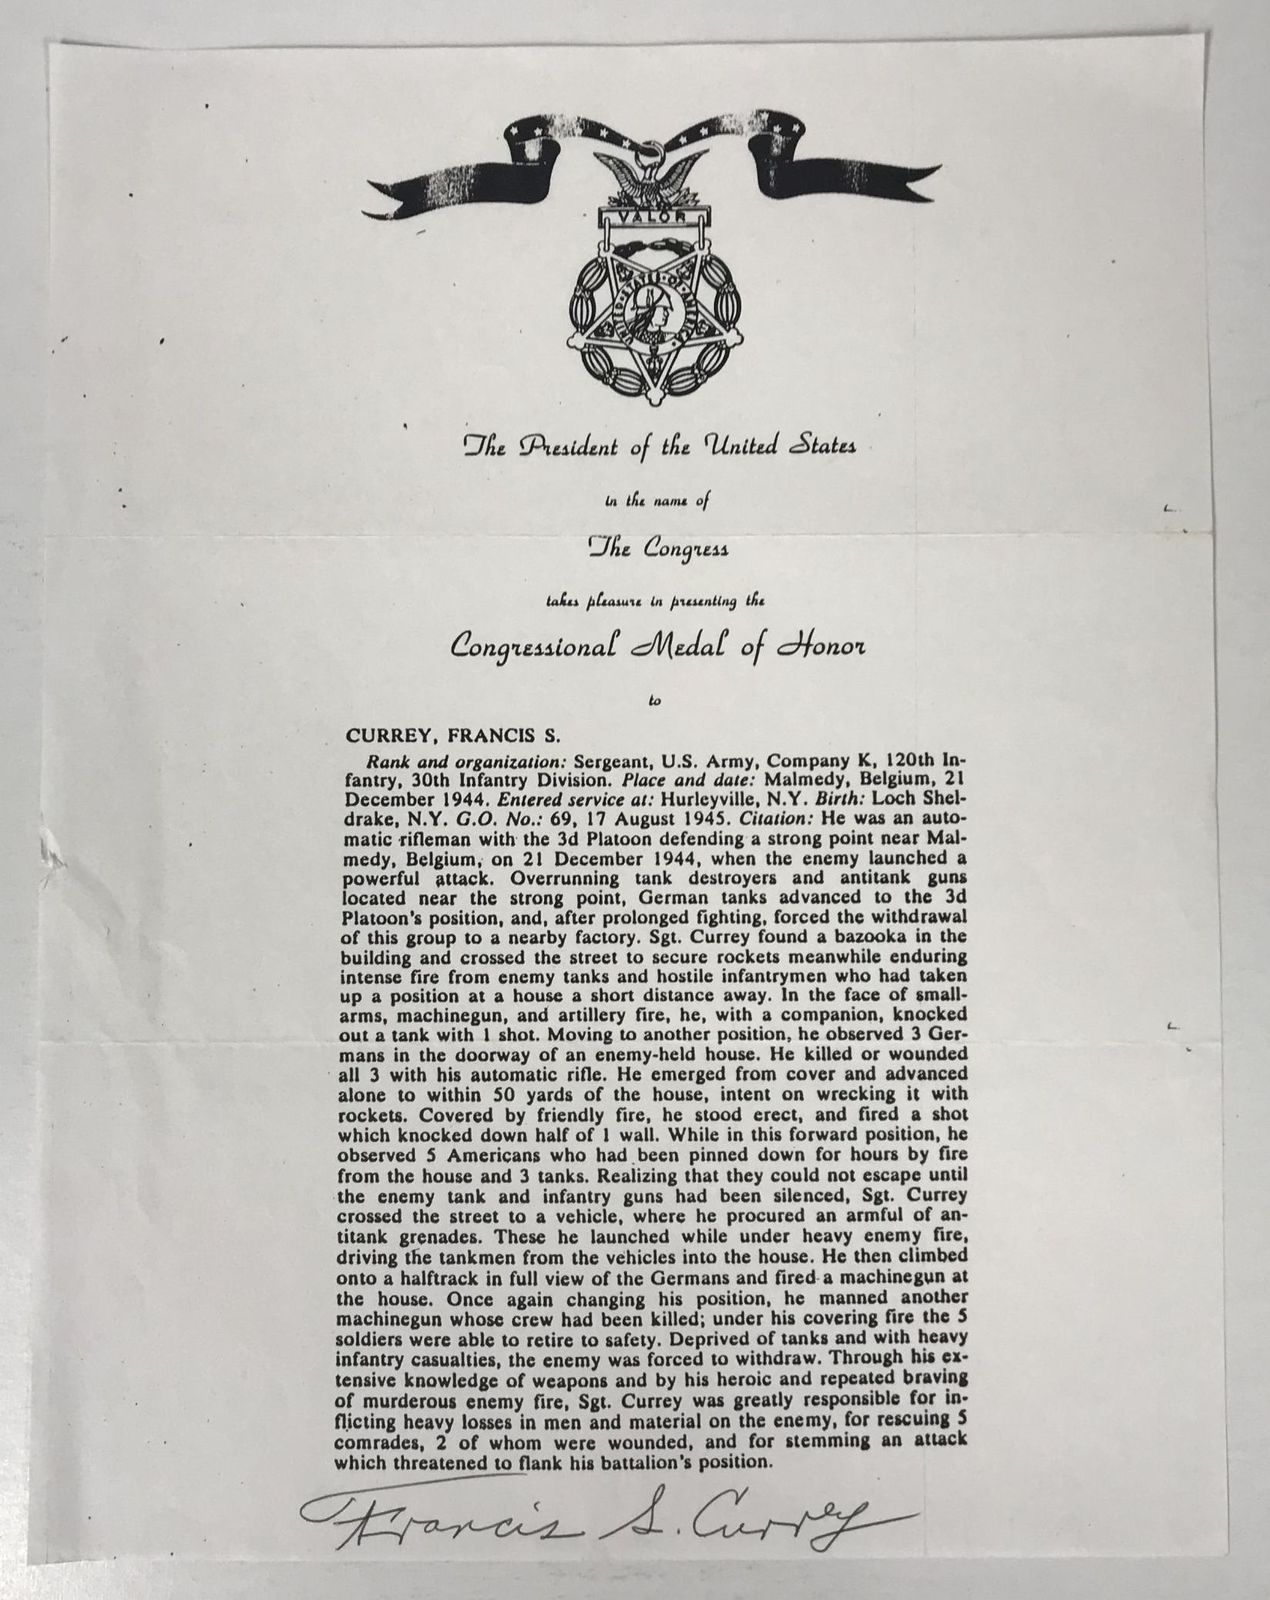 VALOR
UNITED·STATES·OF·AMERICA
The President of the United States
in the name of
The Congress
takes pleasure in presenting the
Congressional Medal of Honor
to
CURREY, FRANCIS S.
Rank and organization: Sergeant, U.S. Army, Company K, 120th In-
fantry, 30th Infantry Division. Place and date: Malmedy, Belgium, 21
December 1944. Entered service at: Hurleyville, N.Y. Birth: Loch Shel-
drake, N.Y. G.O. No.: 69, 17 August 1945. Citation: He was an auto-
matic rifleman with the 3d Platoon defending a strong point near Mal-
medy, Belgium, on 21 December 1944, when the enemy launched a
powerful attack. Overrunning tank destroyers and antitank guns
located near the strong point, German tanks advanced to the 3d
Platoon's position, and, after prolonged fighting, forced the withdrawal
of this group to a nearby factory. Sgt. Currey found a bazooka in the
building and crossed the street to secure rockets meanwhile enduring
intense fire from enemy tanks and hostile infantrymen who had taken
up a position at a house a short distance away. In the face of small-
arms, machinegun, and artillery fire, he, with a companion, knocked
out a tank with 1 shot. Moving to another position, he observed 3 Ger-
mans in the doorway of an enemy-held house. He killed or wounded
all 3 with his automatic rifle. He emerged from cover and advanced
alone to within 50 yards of the house, intent on wrecking it with
rockets. Covered by friendly fire, he stood erect, and fired a shot
which knocked down half of 1 wall. While in this forward position, he
observed 5 Americans who had been pinned down for hours by fire
from the house and 3 tanks. Realizing that they could not escape until
the enemy tank and infantry guns had been silenced, Sgt. Currey
crossed the street to a vehicle, where he procured an armful of an-
titank grenades. These he launched while under heavy enemy fire,
driving the tankmen from the vehicles into the house. He then climbed
onto a halftrack in full view of the Germans and fired a machinegun at
the house. Once again changing his position, he manned another
machinegun whose crew had been killed; under his covering fire the 5
soldiers were able to retire to safety. Deprived of tanks and with heavy
infantry casualties, the enemy was forced to withdraw. Through his ex-
tensive knowledge of weapons and by his heroic and repeated braving
of murderous enemy fire, Sgt. Currey was greatly responsible for in-
flicting heavy losses in men and material on the enemy, for rescuing 5
comrades, 2 of whom were wounded, and for stemming an attack
which threatened to flank his battalion's position.
Francis S. Currey